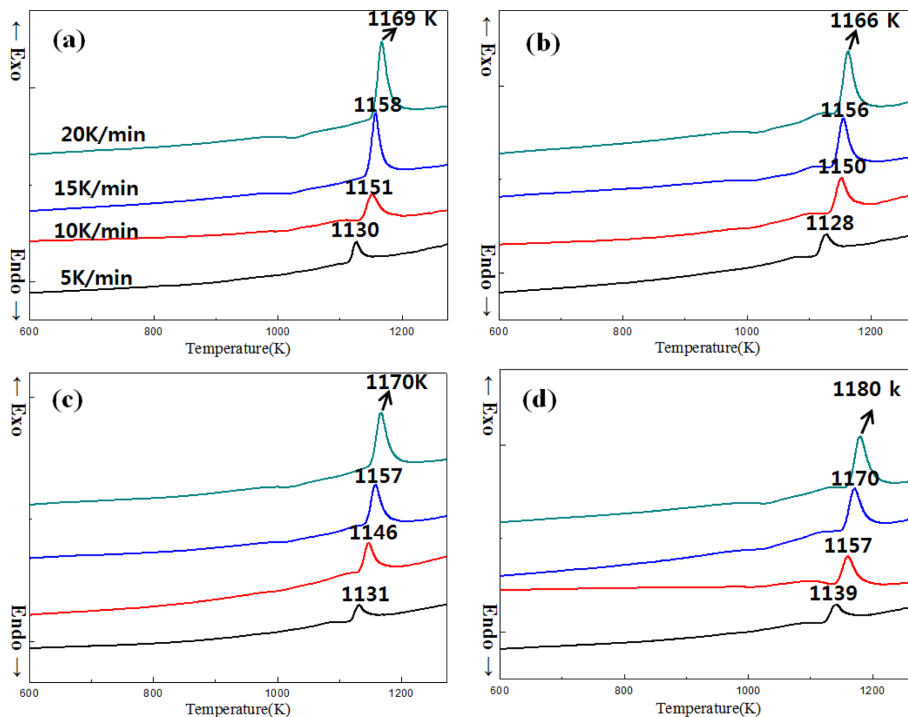 (a)
1169 K
← Endo
Exo →
1158
20K/min
15K/min
1151
10K/min
1130
5K/min
600
800
1000
1200
Temperature(K)
(b)
1166 K
← Endo
Exo →
1156
1150
1128
600
800
1000
1200
Temperature(K)
(c)
1170K
← Endo
Exo →
1157
1146
1131
600
800
1000
1200
Temperature(K)
(d)
1180 k
← Endo
Exo →
1170
1157
1139
600
800
1000
1200
Temperature(K)